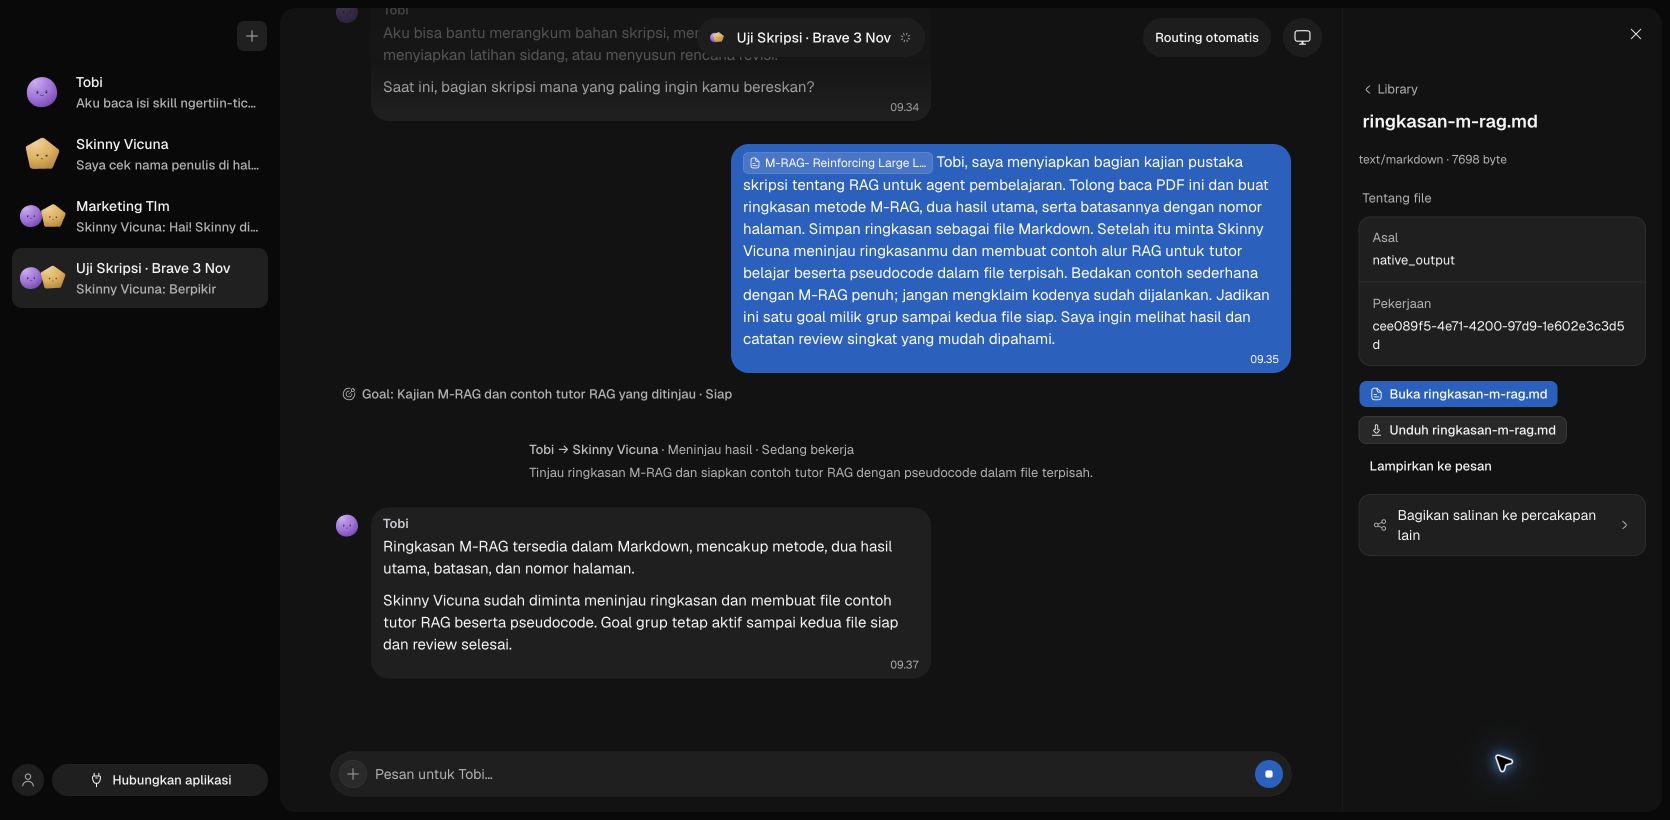 Tobi
Aku baca isi skill ngertiin-tic...
Skinny Vicuna
Saya cek nama penulis di hal...
Marketing TIm
Skinny Vicuna: Hai! Skinny di...
Uji Skripsi · Brave 3 Nov
Skinny Vicuna: Berpikir
Hubungkan aplikasi
Uji Skripsi · Brave 3 Nov
Routing otomatis
Tobi
Aku bisa bantu merangkum bahan skripsi, mer
menyiapkan latihan sidang, atau menyusun rencana revisi.
Saat ini, bagian skripsi mana yang paling ingin kamu bereskan?
09.34
M-RAG- Reinforcing Large L... Tobi, saya menyiapkan bagian kajian pustaka
skripsi tentang RAG untuk agent pembelajaran. Tolong baca PDF ini dan buat
ringkasan metode M-RAG, dua hasil utama, serta batasannya dengan nomor
halaman. Simpan ringkasan sebagai file Markdown. Setelah itu minta Skinny
Vicuna meninjau ringkasanmu dan membuat contoh alur RAG untuk tutor
belajar beserta pseudocode dalam file terpisah. Bedakan contoh sederhana
dengan M-RAG penuh; jangan mengklaim kodenya sudah dijalankan. Jadikan
ini satu goal milik grup sampai kedua file siap. Saya ingin melihat hasil dan
catatan review singkat yang mudah dipahami.
09.35
Goal: Kajian M-RAG dan contoh tutor RAG yang ditinjau · Siap
Tobi → Skinny Vicuna · Meninjau hasil · Sedang bekerja
Tinjau ringkasan M-RAG dan siapkan contoh tutor RAG dengan pseudocode dalam file terpisah.
Tobi
Ringkasan M-RAG tersedia dalam Markdown, mencakup metode, dua hasil
utama, batasan, dan nomor halaman.
Skinny Vicuna sudah diminta meninjau ringkasan dan membuat file contoh
tutor RAG beserta pseudocode. Goal grup tetap aktif sampai kedua file siap
dan review selesai.
09.37
Pesan untuk Tobi...
Library
ringkasan-m-rag.md
text/markdown · 7698 byte
Tentang file
Asal
native_output
Pekerjaan
cee089f5-4e71-4200-97d9-1e602e3c3d5
d
Buka ringkasan-m-rag.md
Unduh ringkasan-m-rag.md
Lampirkan ke pesan
Bagikan salinan ke percakapan
lain